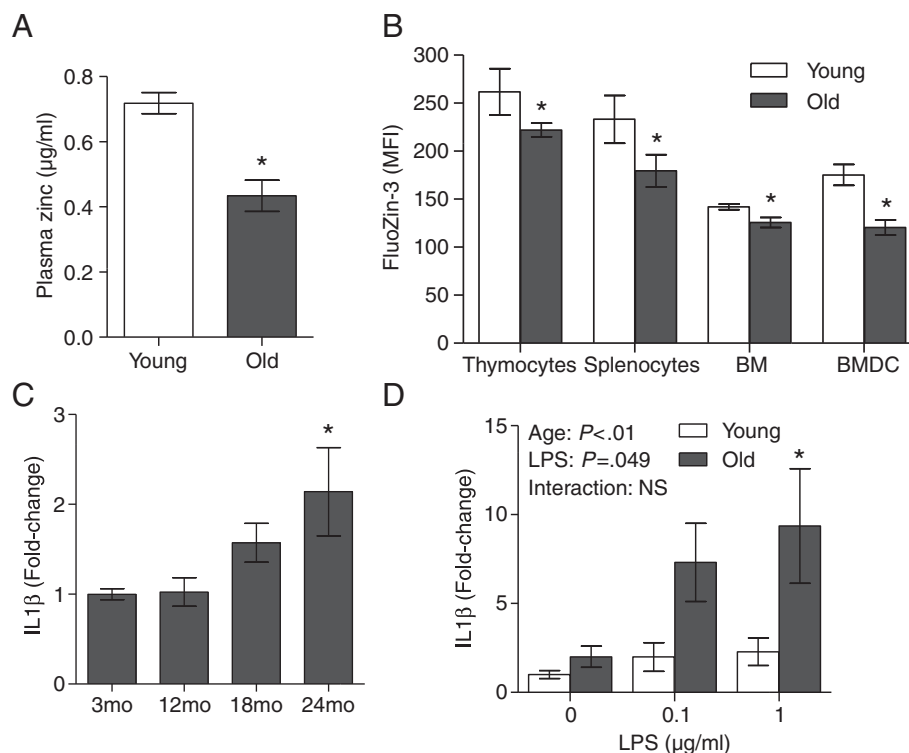 A
Plasma zinc (µg/ml)
0.8
0.6
0.4
0.2
0.0
*
Young
Old
B
FluoZin-3 (MFI)
300
250
200
150
100
50
0
Young
Old
*
*
*
*
Thymocytes
Splenocytes
BM
BMDC
C
IL1β (Fold-change)
3
2
1
0
*
3mo
12mo
18mo
24mo
D
IL1β (Fold-change)
15
10
5
0
Age: P<.01
LPS: P=.049
Interaction: NS
Young
Old
*
0
0.1
1
LPS (µg/ml)